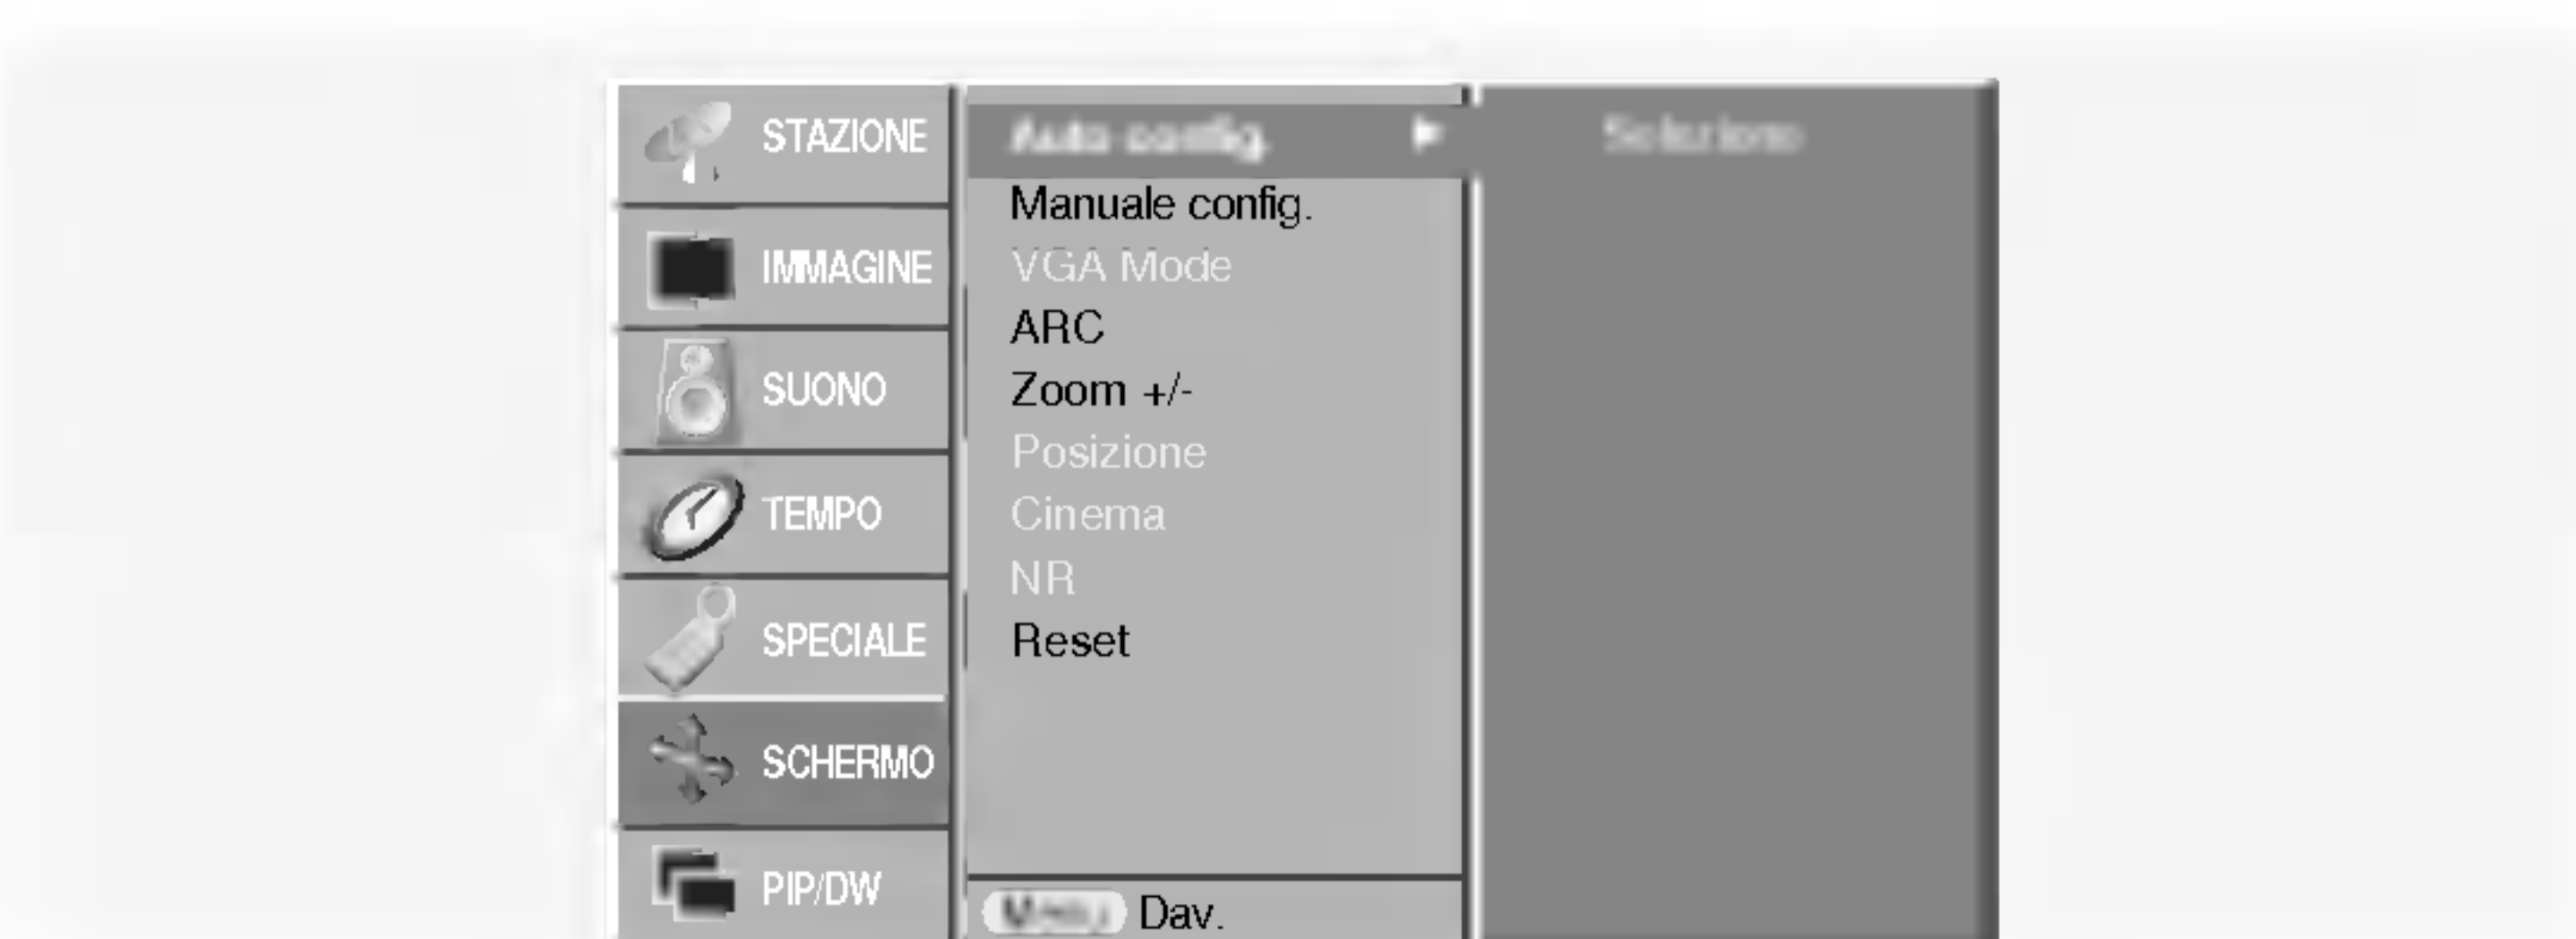 STAZIONE
IMMAGINE
SUONO
TEMPO
SPECIALE
SCHERMO
PIP/DW
Auto config.
Manuale config.
VGA Mode
ARC
Zoom +/-
Posizione
Cinema
NR
Reset
Menu Dav.